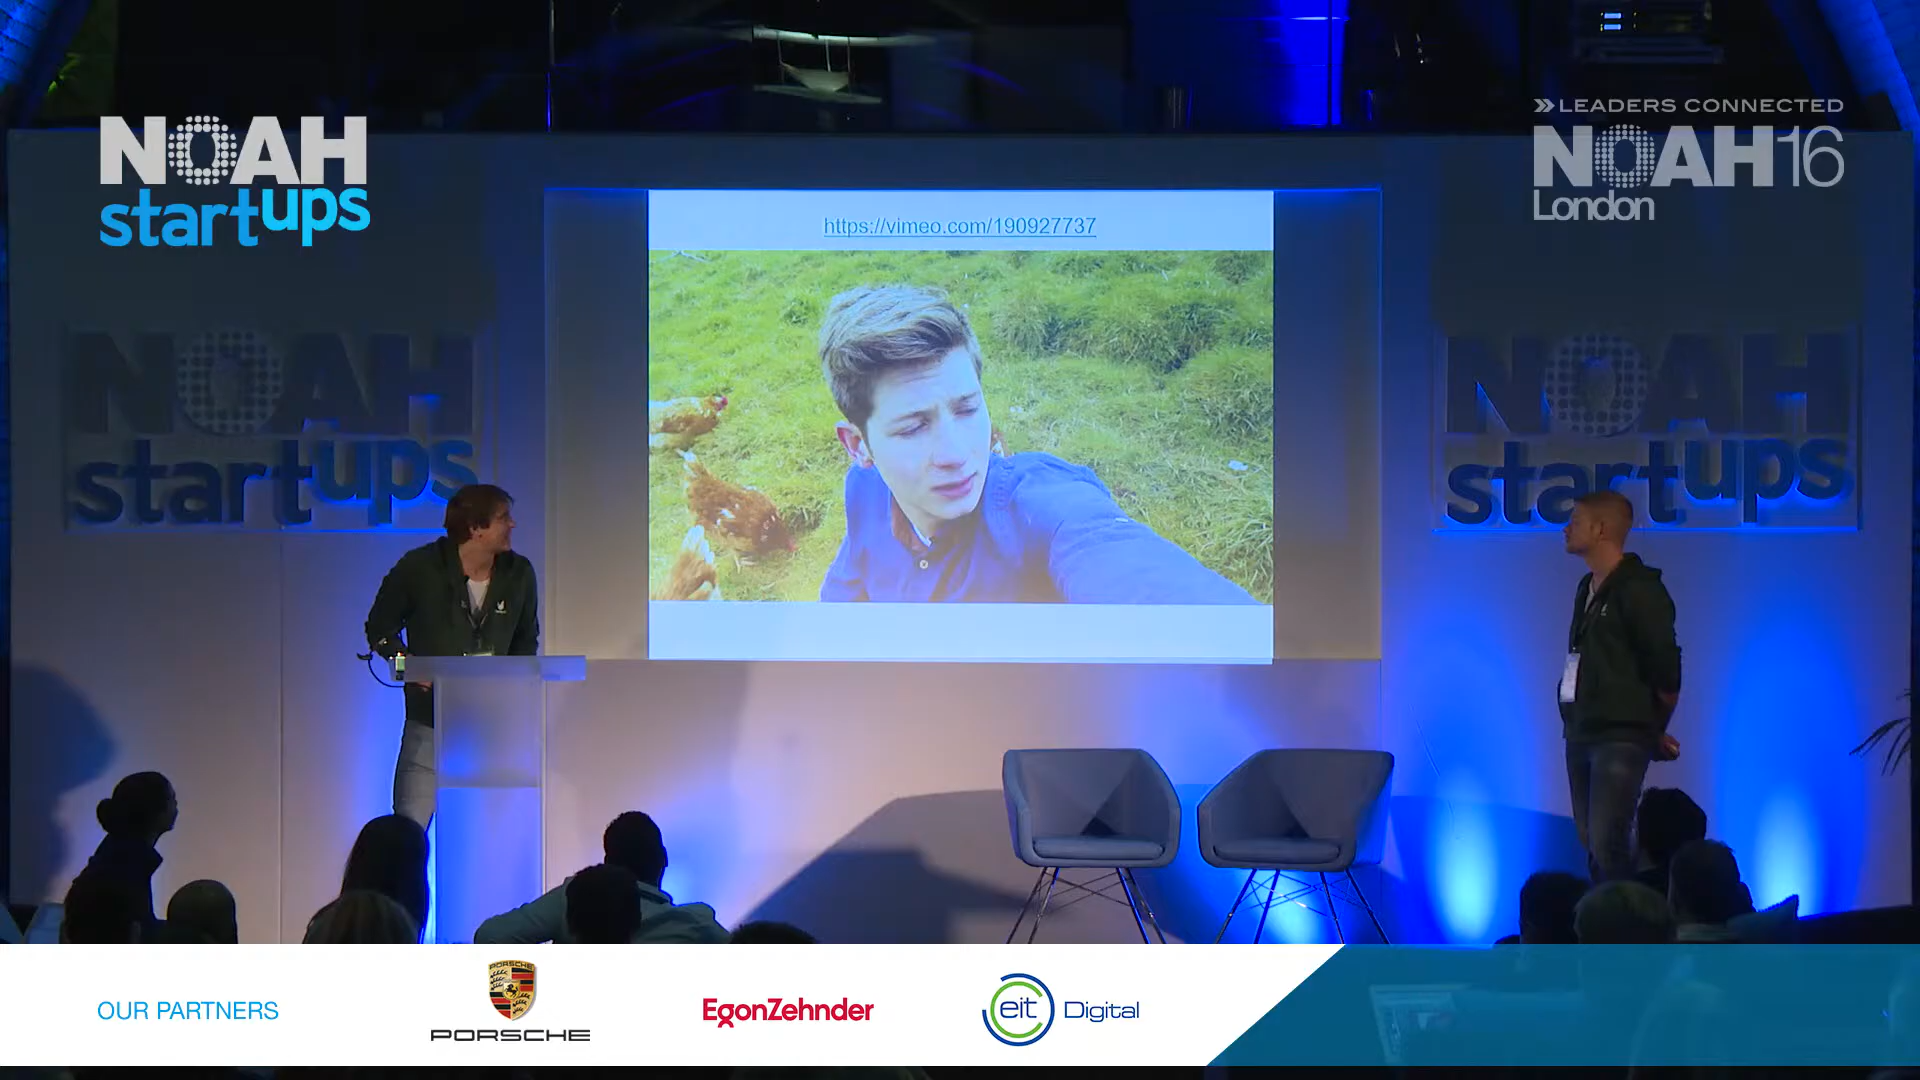 LEADERS CONNECTED
NOAH
startups
NOAH16
London
https://vimeo.com/190927737
NOAH
startups
NOAH
startups
OUR PARTNERS
PORSCHE
PORSCHE
EgonZehnder
eit Digital